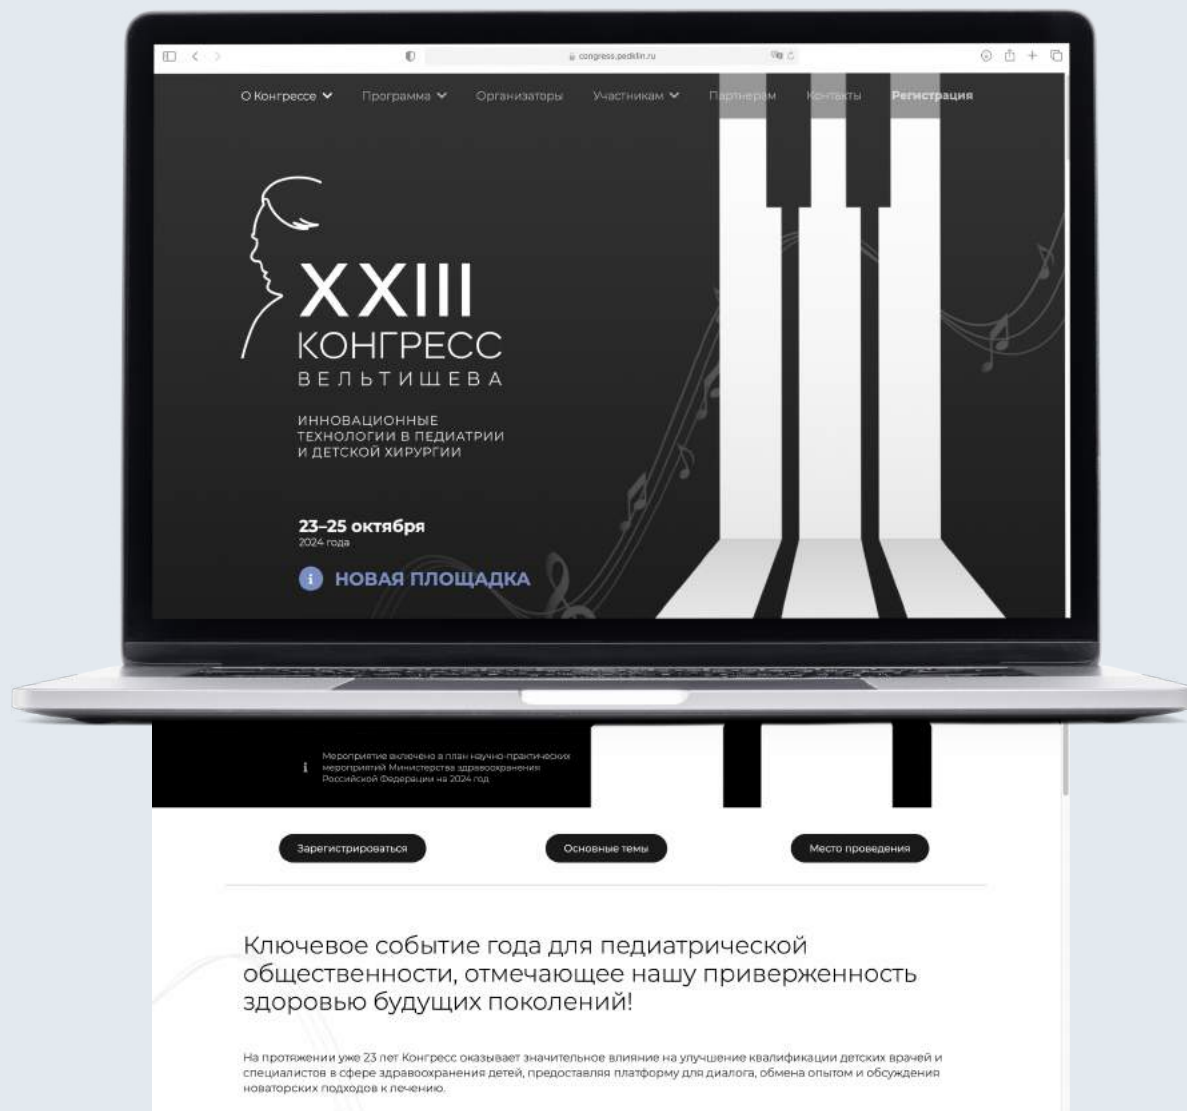 congress.pedklin.ru
О Конгрессе Программа Организаторы Участникам Партнерам Контакты Регистрация
XXIII
КОНГРЕСС
ВЕЛЬТИЩЕВА
ИННОВАЦИОННЫЕ
ТЕХНОЛОГИИ В ПЕДИАТРИИ
И ДЕТСКОЙ ХИРУРГИИ
23–25 октября
2024 года
НОВАЯ ПЛОЩАДКА
Мероприятие включено в план научно-практических
мероприятий Министерства здравоохранения
Российской Федерации на 2024 год
Зарегистрироваться Основные темы Место проведения
Ключевое событие года для педиатрической
общественности, отмечающее нашу приверженность
здоровью будущих поколений!
На протяжении уже 23 лет Конгресс оказывает значительное влияние на улучшение квалификации детских врачей и
специалистов в сфере здравоохранения детей, предоставляя платформу для диалога, обмена опытом и обсуждения
новаторских подходов к лечению.